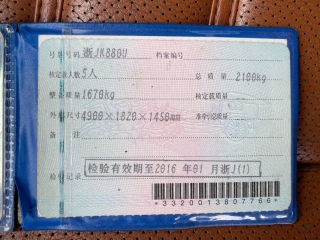 号牌号码 浙JK880U 档案编号
核定载人数 5人 总质量 2100kg
整备质量 1670kg 核定载质量
外廓尺寸 4900×1820×1450mm 准牵引总质量
备注
检验记录 检验有效期至2016 年01 月浙J(1)
*3320013807766*